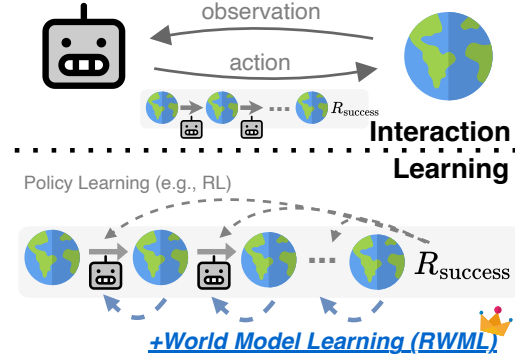 observation
action
R_success
Interaction
Learning
Policy Learning (e.g., RL)
R_success
+World Model Learning (RWML)